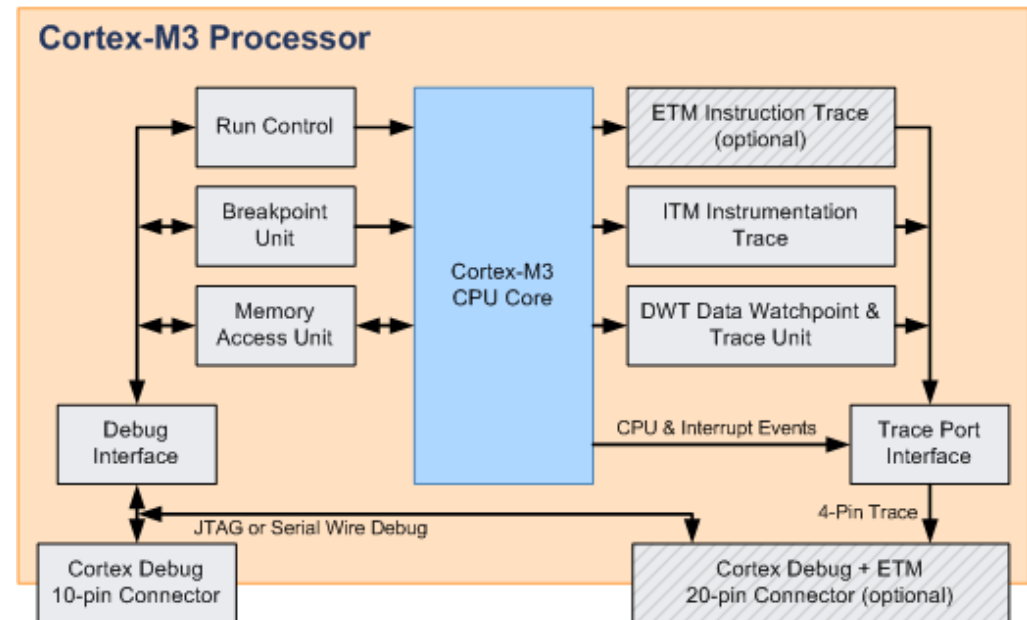 Cortex-M3 Processor
Run Control
ETM Instruction Trace
(optional)
Breakpoint
Unit
ITM Instrumentation
Trace
Cortex-M3
CPU Core
Memory
Access Unit
DWT Data Watchpoint &
Trace Unit
Debug
Interface
CPU & Interrupt Events
Trace Port
Interface
JTAG or Serial Wire Debug
4-Pin Trace
Cortex Debug
10-pin Connector
Cortex Debug + ETM
20-pin Connector (optional)